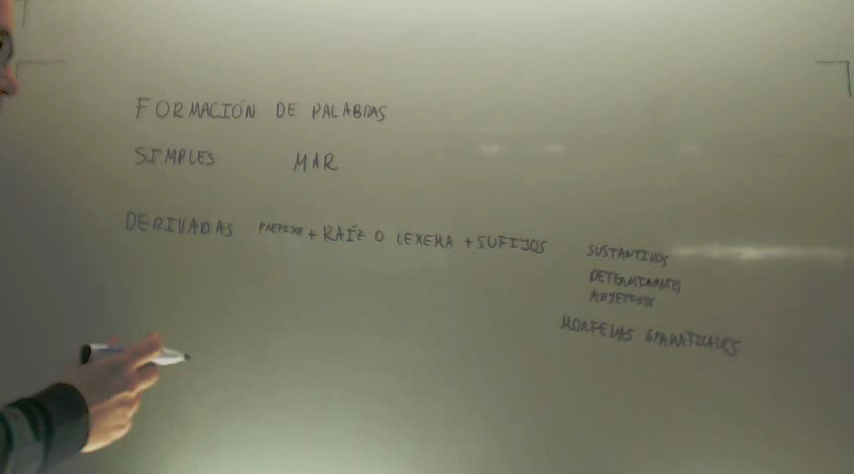 FORMACIÓN DE PALABRAS
SIMPLES MAR
DERIVADAS PREFIJOS + RAÍZ O LEXEMA + SUFIJOS
SUSTANTIVOS
DETERMINANTES
ADJETIVOS
MORFEMAS GRAMATICALES